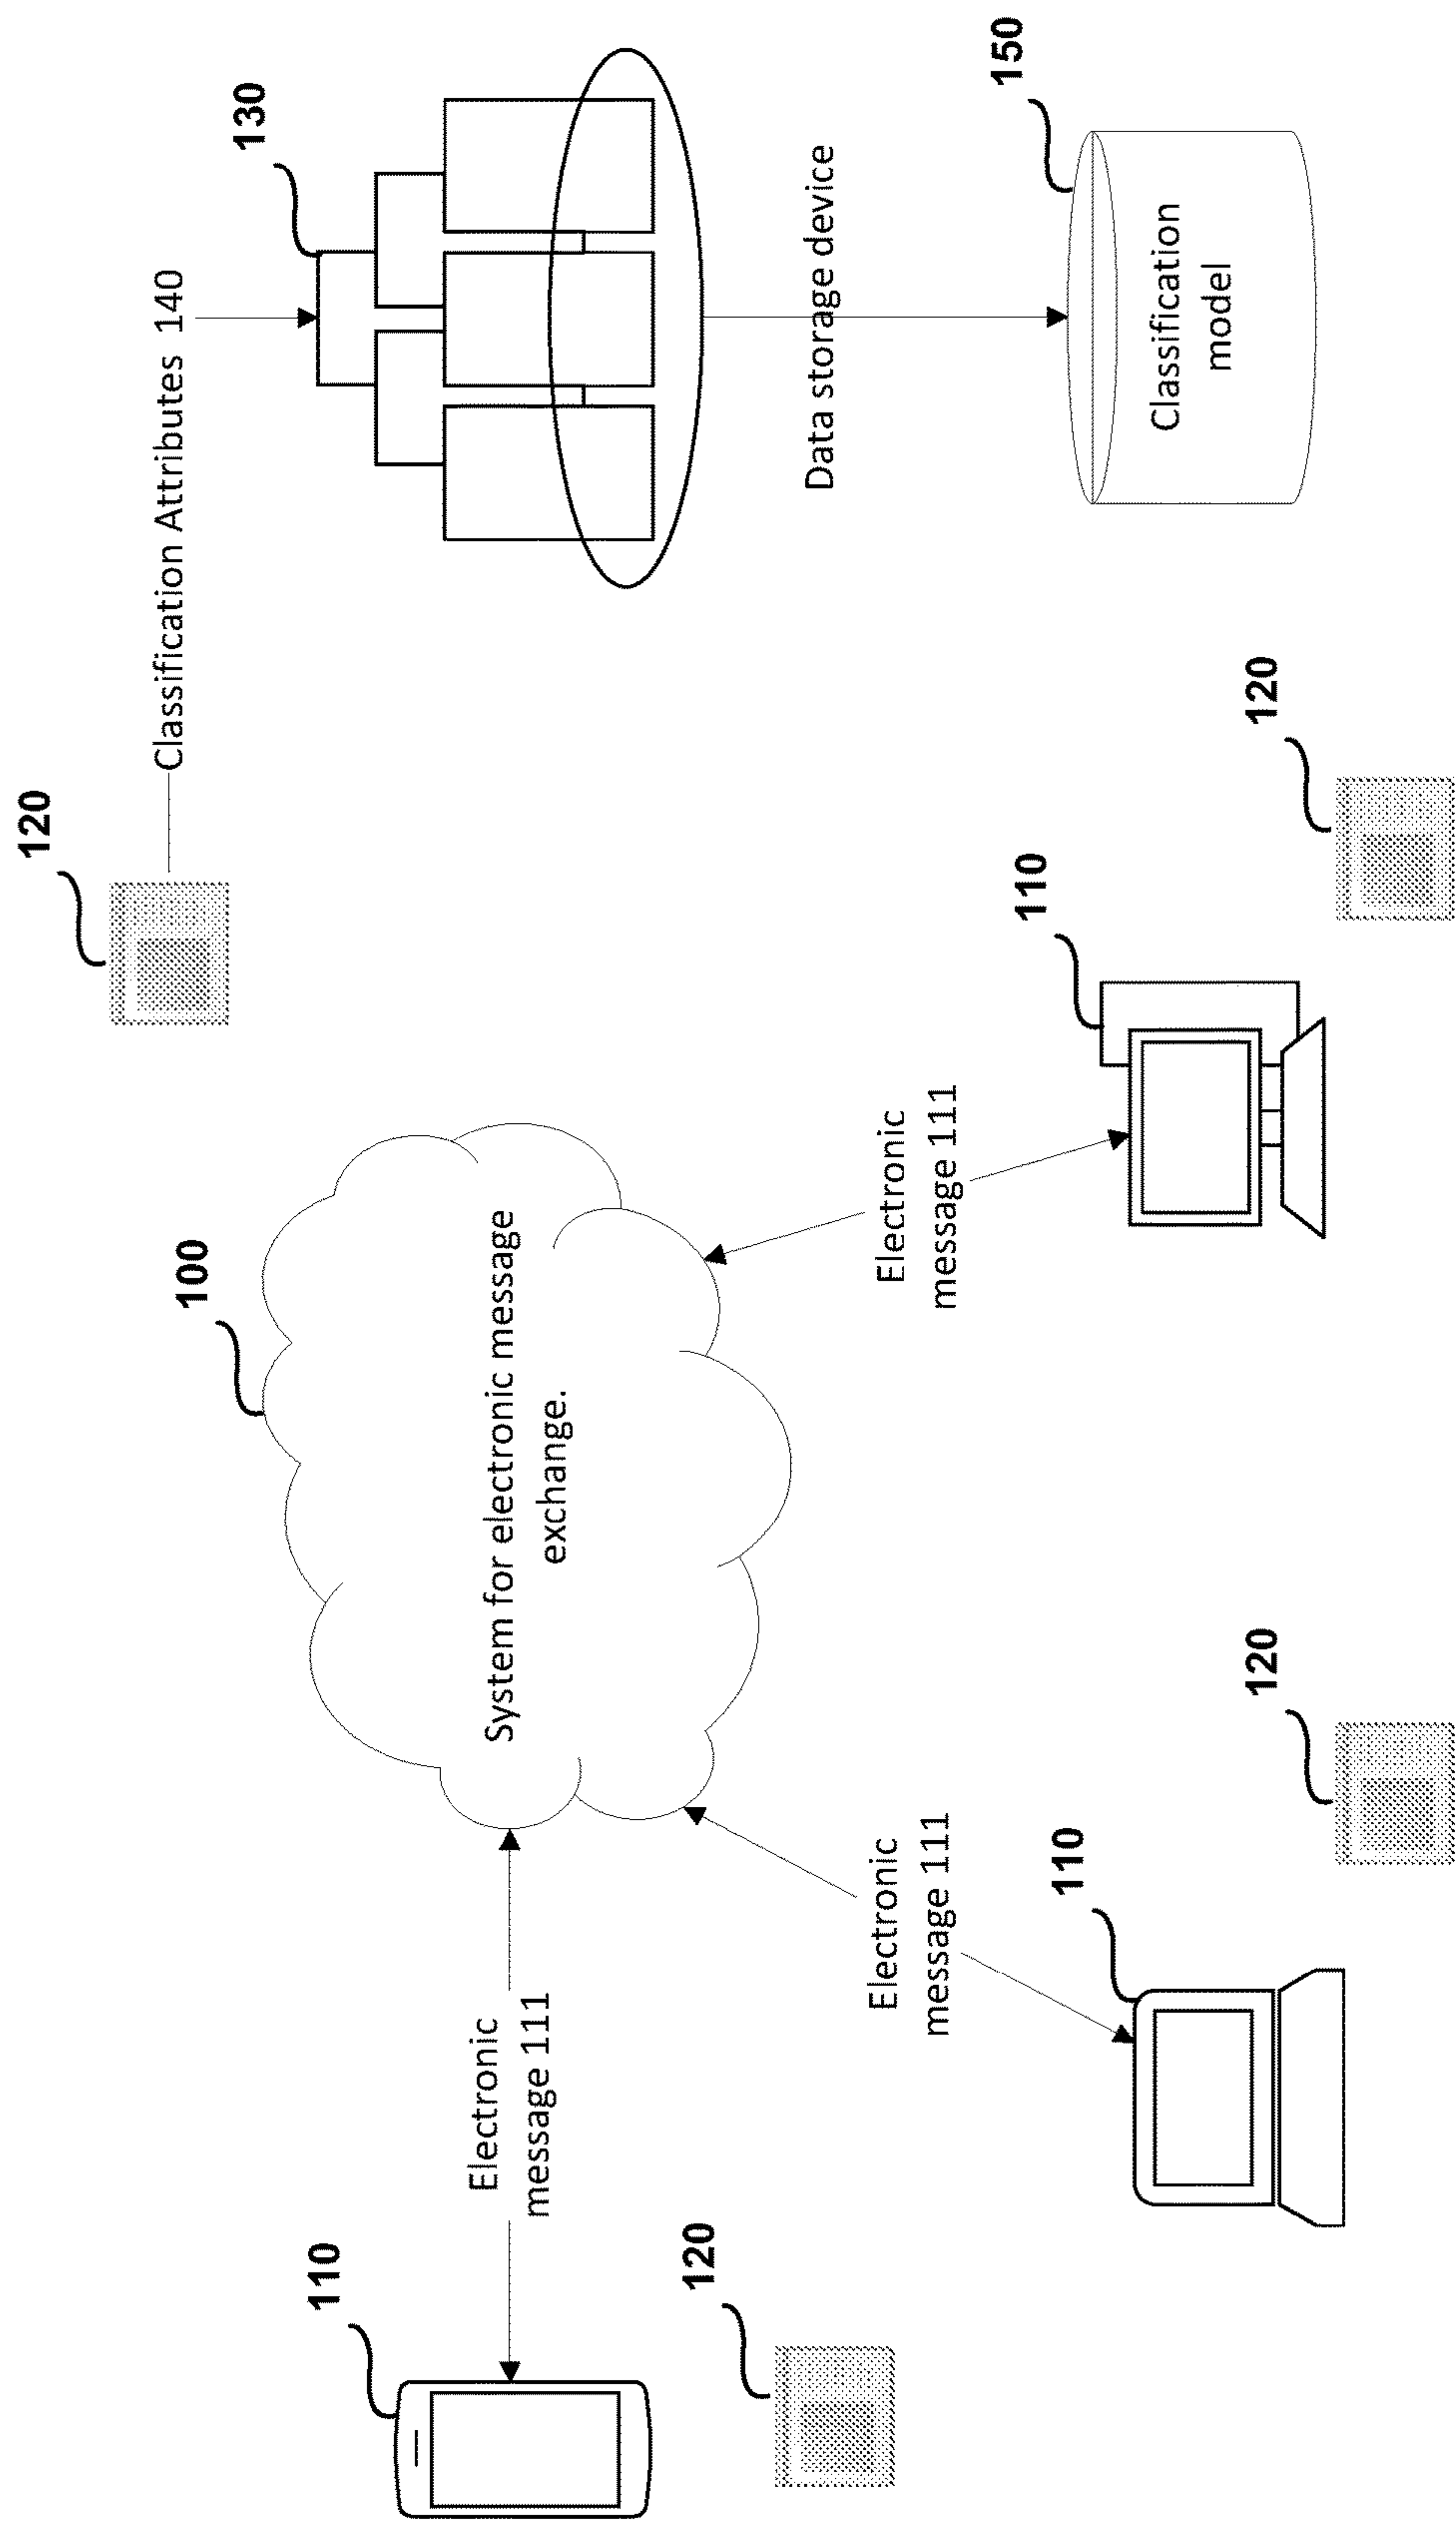 120
Classification Attributes 140
130
100
System for electronic message
exchange.
110
Electronic
message 111
120
Electronic
message 111
110
120
Electronic
message 111
110
120
Data storage device
150
Classification
model